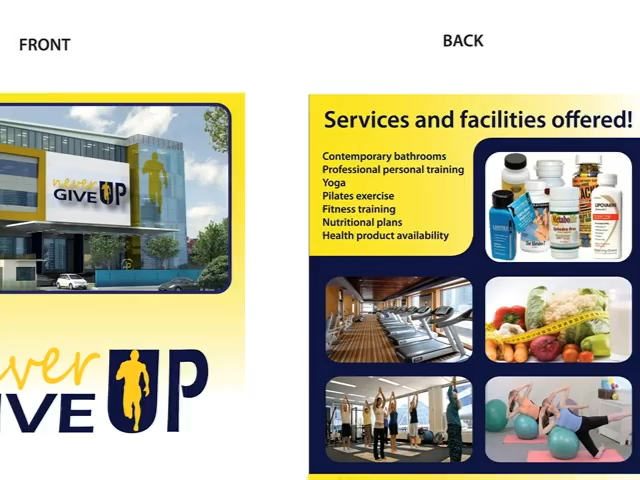 FRONT
BACK
never
GIVE UP
ver
IVE UP
Services and facilities offered!
Contemporary bathrooms
Professional personal training
Yoga
Pilates exercise
Fitness training
Nutritional plans
Health product availability